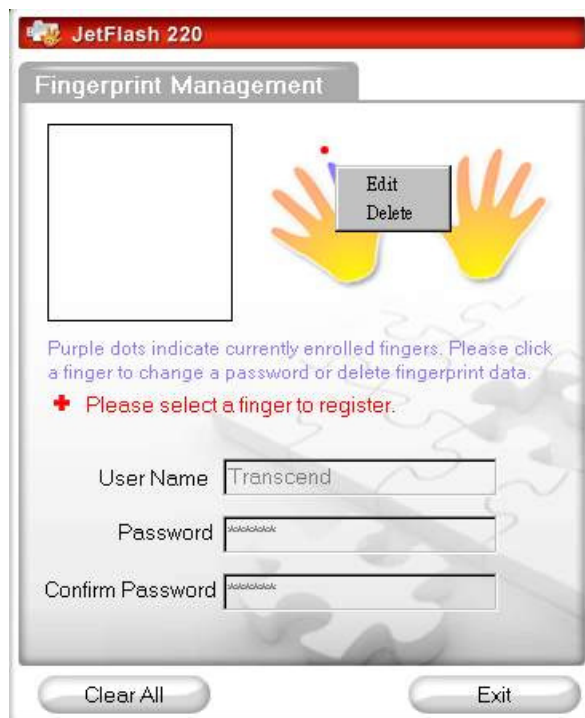 JetFlash 220
Fingerprint Management
Edit
Delete
Purple dots indicate currently enrolled fingers. Please click
a finger to change a password or delete fingerprint data.
Please select a finger to register.
User Name Transcend
Password *******
Confirm Password *******
Clear All Exit